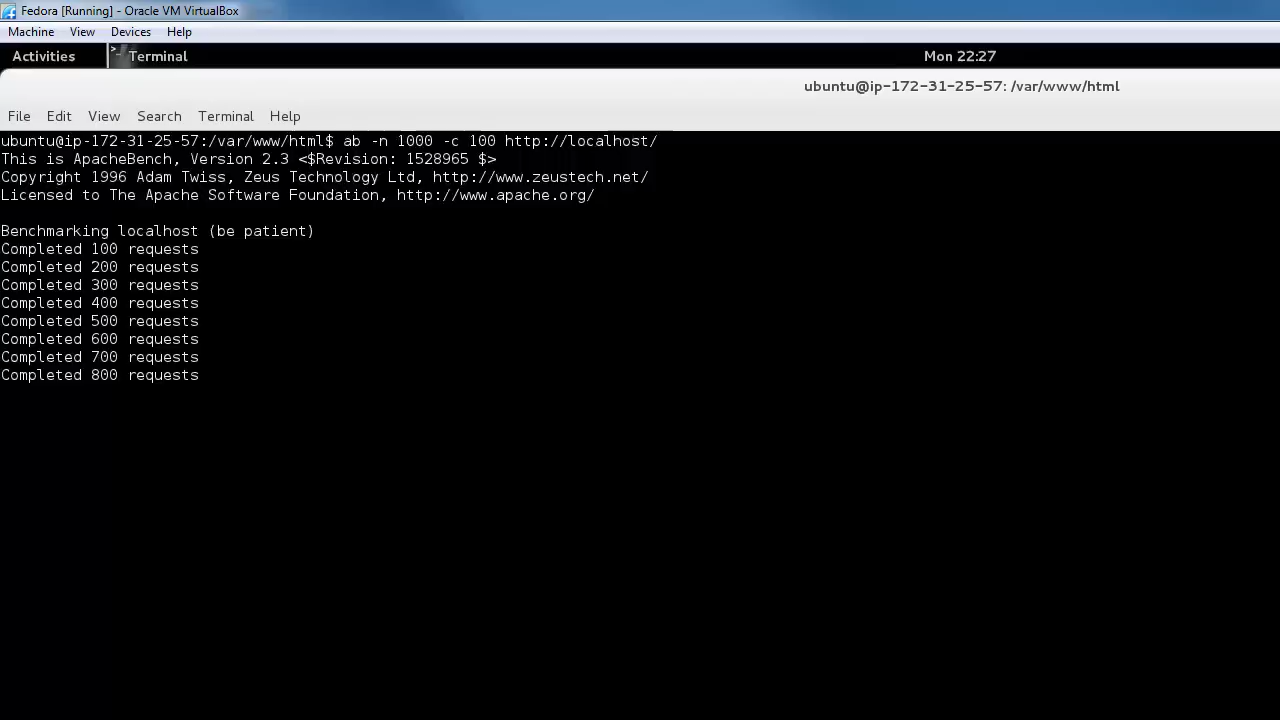 Fedora [Running] - Oracle VM VirtualBox
Machine View Devices Help
Activities Terminal Mon 22:27
ubuntu@ip-172-31-25-57: /var/www/html
File Edit View Search Terminal Help
ubuntu@ip-172-31-25-57:/var/www/html$ ab -n 1000 -c 100 http://localhost/
This is ApacheBench, Version 2.3 <$Revision: 1528965 $>
Copyright 1996 Adam Twiss, Zeus Technology Ltd, http://www.zeustech.net/
Licensed to The Apache Software Foundation, http://www.apache.org/
Benchmarking localhost (be patient)
Completed 100 requests
Completed 200 requests
Completed 300 requests
Completed 400 requests
Completed 500 requests
Completed 600 requests
Completed 700 requests
Completed 800 requests